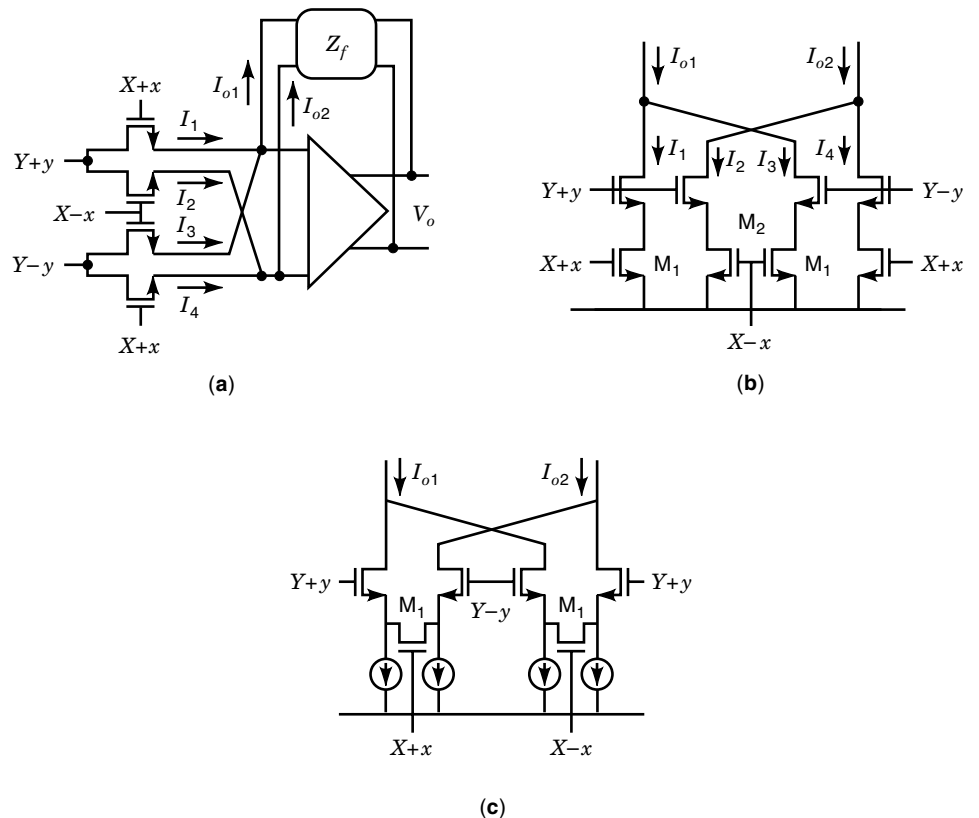 Z_f
I_o1
I_o2
X+x
I_1
Y+y
I_2
X−x
I_3
Y−y
I_4
X+x
V_o
(a)
I_o1
I_o2
I_1
I_2
I_3
I_4
Y+y
Y−y
M_2
X+x
M_1
M_1
X+x
X−x
(b)
I_o1
I_o2
Y+y
M_1
Y−y
M_1
Y+y
X+x
X−x
(c)